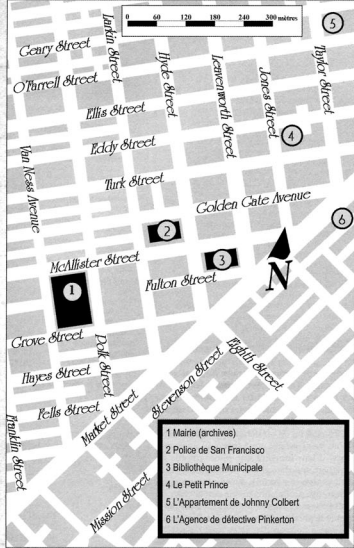 0 60 120 180 240 300 mètres
Geary Street
O'Farrell Street
Larkin Street
Hyde Street
Leavenworth Street
Jones Street
Taylor Street
5
Ellis Street
Eddy Street
4
Van Ness Avenue
Turk Street
Golden Gate Avenue
2
6
McAllister Street
3
1
Fulton Street
N
Grove Street
Polk Street
Hayes Street
Stevenson Street
Eighth Street
Fells Street
Market Street
Franklin Street
Mission Street
1 Mairie (archives)
2 Police de San Francisco
3 Bibliothèque Municipale
4 Le Petit Prince
5 L'Appartement de Johnny Colbert
6 L'Agence de détective Pinkerton